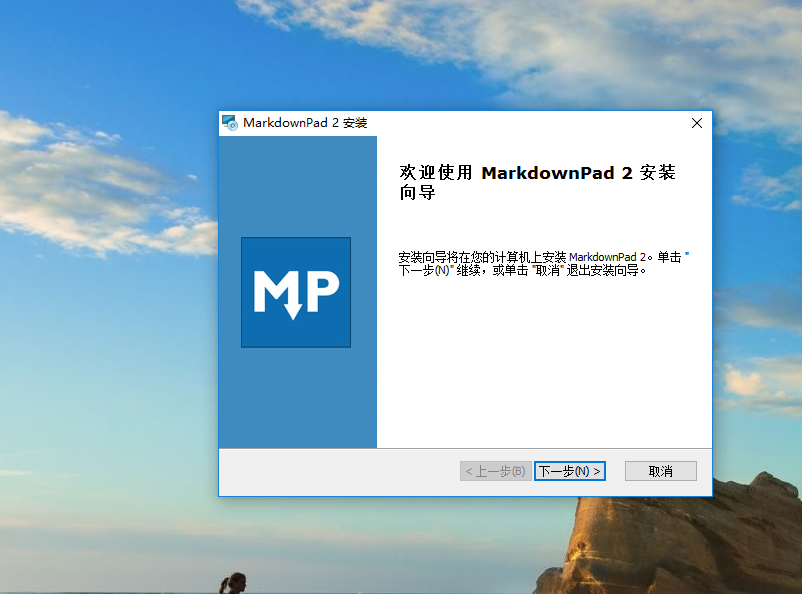 MarkdownPad 2 安装
欢迎使用 MarkdownPad 2 安装
向导
MP
安装向导将在您的计算机上安装 MarkdownPad 2。单击 "
下一步(N)" 继续，或单击 "取消" 退出安装向导。
< 上一步(B)
下一步(N) >
取消